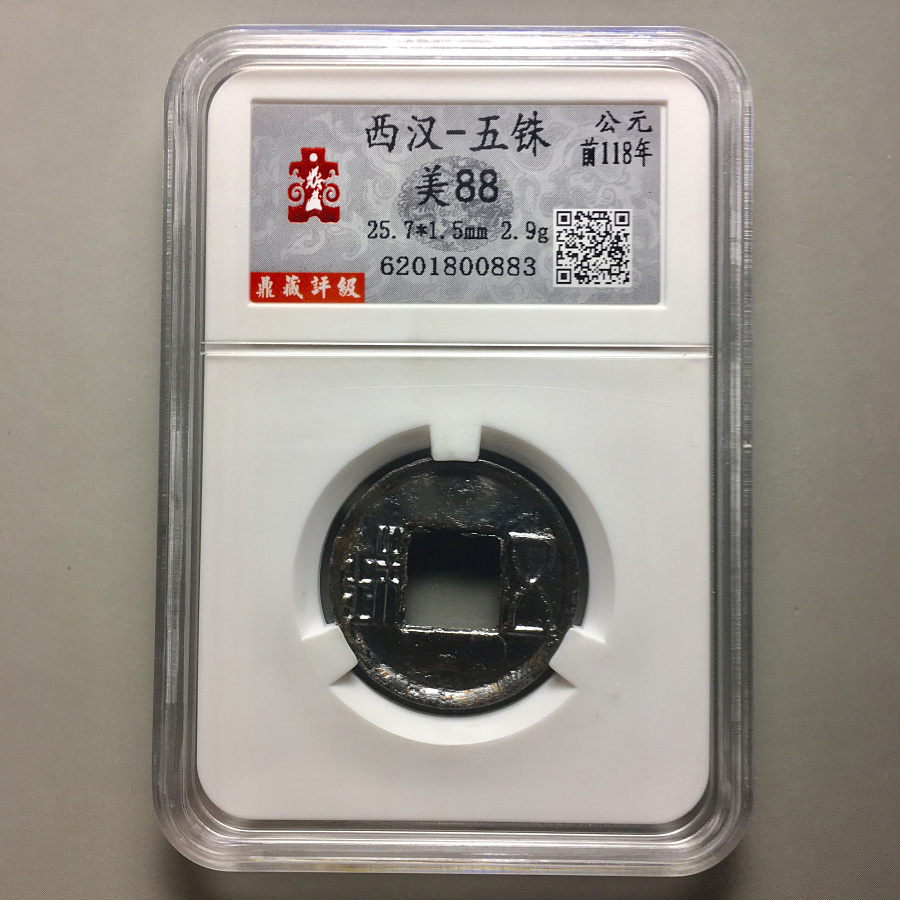 西汉-五铢
公元
前118年
美88
25.7*1.5mm 2.9g
6201800883
鼎藏評級
五銖